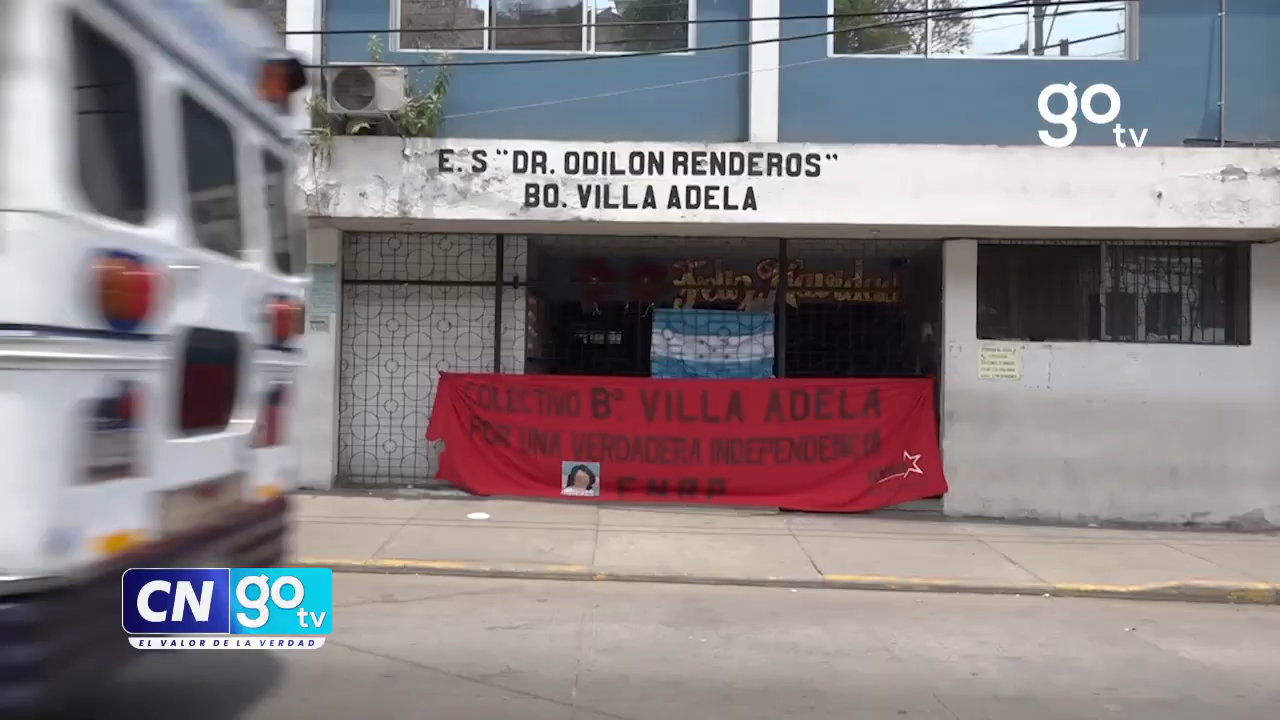 go
tv
E. S "DR. ODILON RENDEROS"
BO. VILLA ADELA
Feliz Navidad
COLECTIVO Bº. VILLA ADELA
POR UNA VERDADERA INDEPENDENCIA
FNRP
CN go tv
EL VALOR DE LA VERDAD